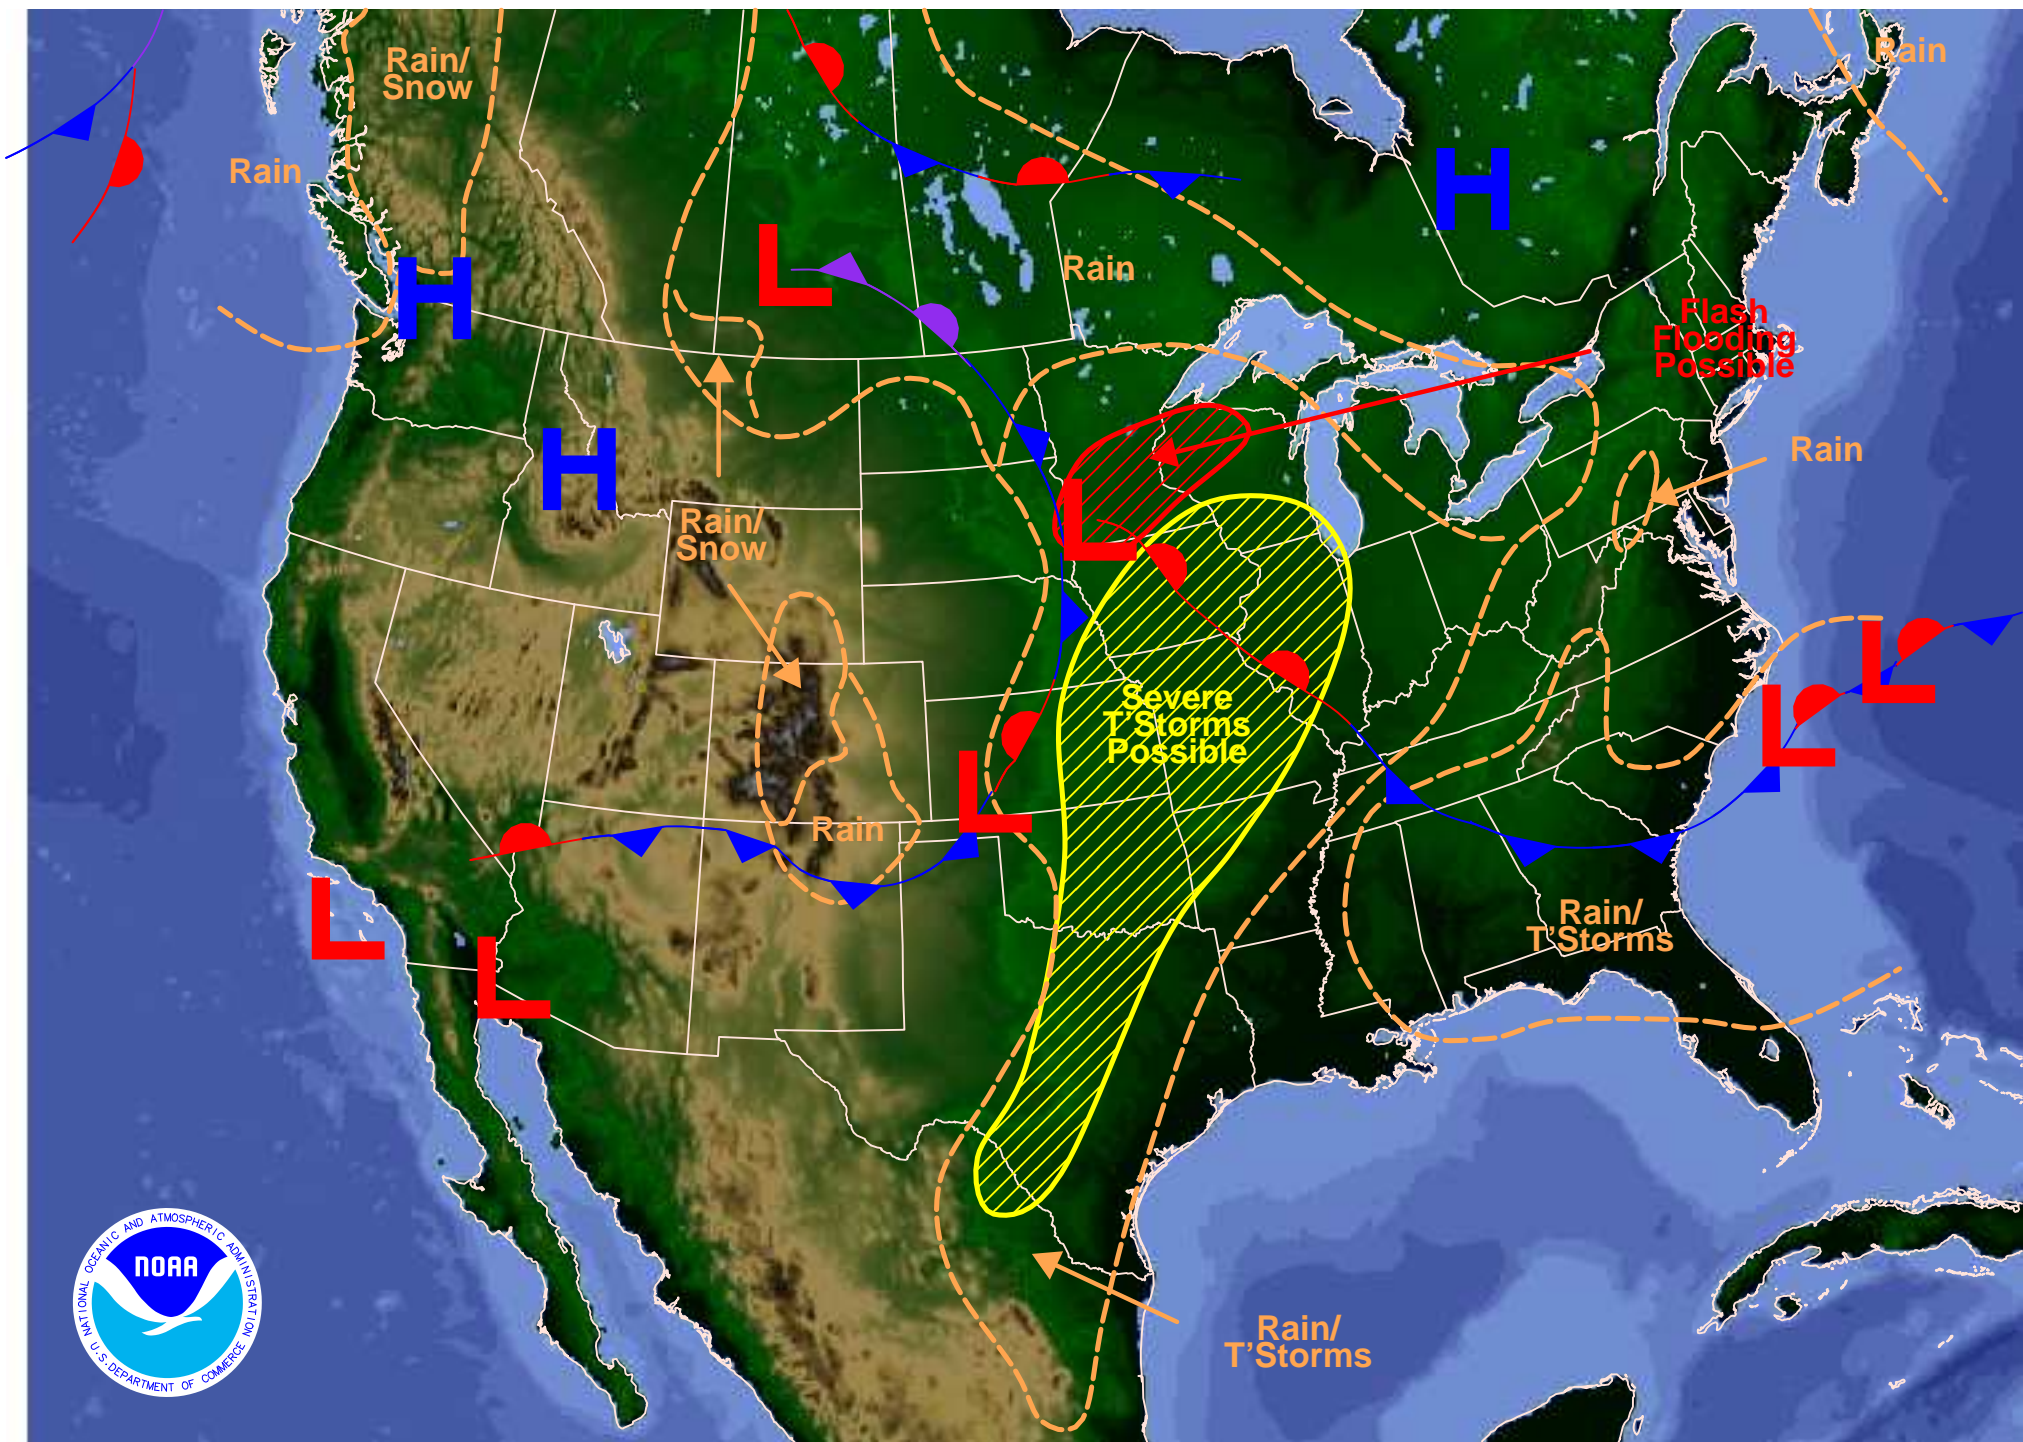 Rain/
Snow
Rain
Rain
H
H
L
Rain
Flash
Flooding
Possible
H
Rain
L
Rain/
Snow
L
L
Severe
T'Storms
Possible
L
L
Rain
L
L
Rain/
T'Storms
Rain/
T'Storms
NATIONAL OCEANIC AND ATMOSPHERIC ADMINISTRATION
NOAA
U.S. DEPARTMENT OF COMMERCE